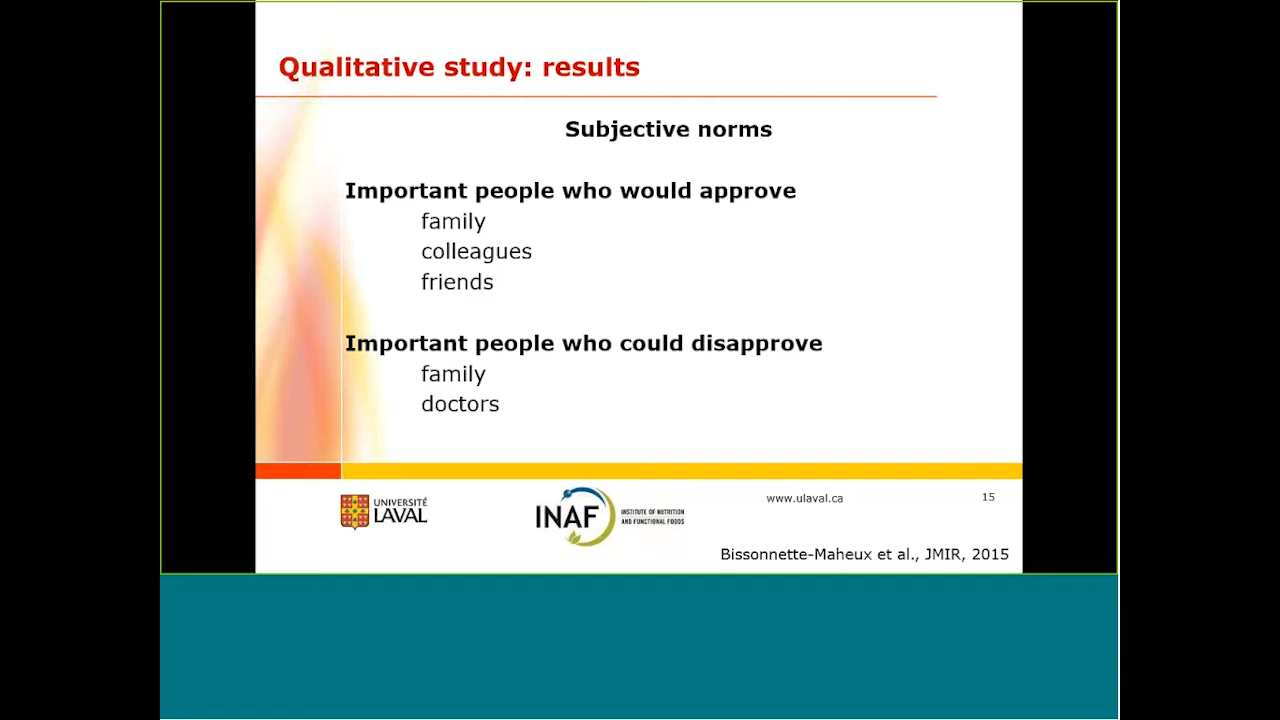 Qualitative study: results
Subjective norms
Important people who would approve
family
colleagues
friends
Important people who could disapprove
family
doctors
UNIVERSITÉ
LAVAL
INAF
INSTITUTE OF NUTRITION
AND FUNCTIONAL FOODS
www.ulaval.ca
15
Bissonnette-Maheux et al., JMIR, 2015